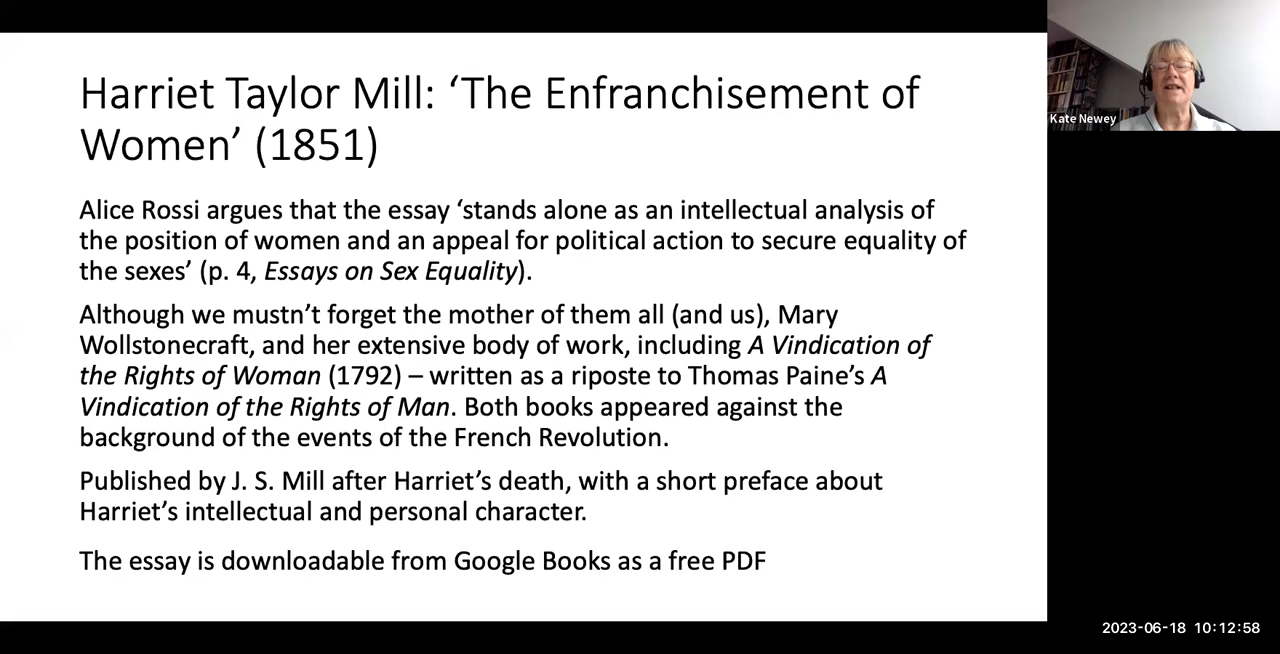 Harriet Taylor Mill: ‘The Enfranchisement of
Women’ (1851)
Alice Rossi argues that the essay ‘stands alone as an intellectual analysis of
the position of women and an appeal for political action to secure equality of
the sexes’ (p. 4, Essays on Sex Equality).
Although we mustn’t forget the mother of them all (and us), Mary
Wollstonecraft, and her extensive body of work, including A Vindication of
the Rights of Woman (1792) – written as a riposte to Thomas Paine’s A
Vindication of the Rights of Man. Both books appeared against the
background of the events of the French Revolution.
Published by J. S. Mill after Harriet’s death, with a short preface about
Harriet’s intellectual and personal character.
The essay is downloadable from Google Books as a free PDF
Kate Newey
2023-06-18 10:12:58